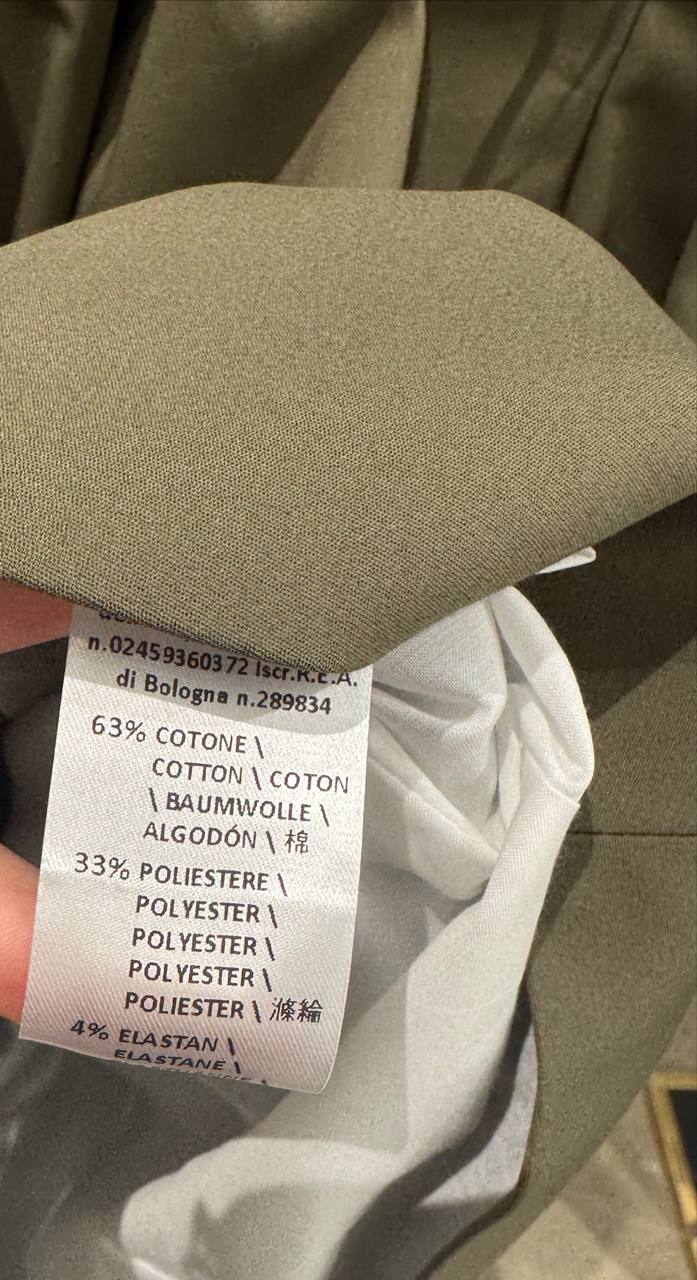 n.02459360372 Iscr.R.E.A.
di Bologna n.289834
63% COTONE \
COTTON \ COTON
\ BAUMWOLLE \
ALGODÓN \ 棉
33% POLIESTERE \
POLYESTER \
POLYESTER \
POLYESTER \
POLIESTER \ 滌綸
4% ELASTAN \
ELASTANE \